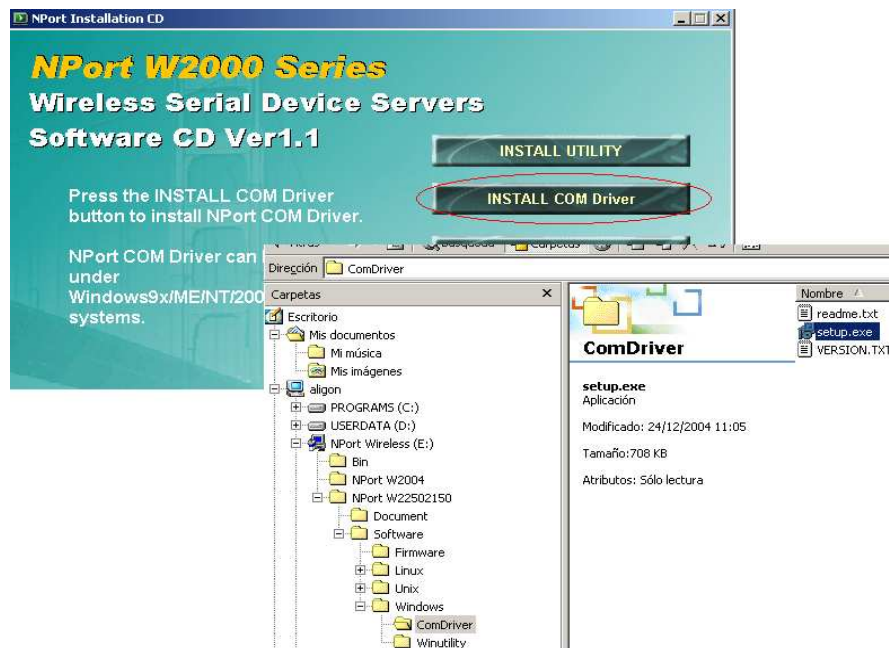 NPort Installation CD
NPort W2000 Series
Wireless Serial Device Servers
Software CD Ver1.1
INSTALL UTILITY
Press the INSTALL COM Driver
button to install NPort COM Driver.
INSTALL COM Driver
NPort COM Driver can
under
Windows9x/ME/NT/200
systems.
Dirección ComDriver
Carpetas
Escritorio
Mis documentos
Mi música
Mis imágenes
aligon
PROGRAMS (C:)
USERDATA (D:)
NPort Wireless (E:)
Bin
NPort W2004
NPort W22502150
Document
Software
Firmware
Linux
Unix
Windows
ComDriver
Winutility
ComDriver
setup.exe
Aplicación
Modificado: 24/12/2004 11:05
Tamaño:708 KB
Atributos: Sólo lectura
Nombre
readme.txt
setup.exe
VERSION.TXT